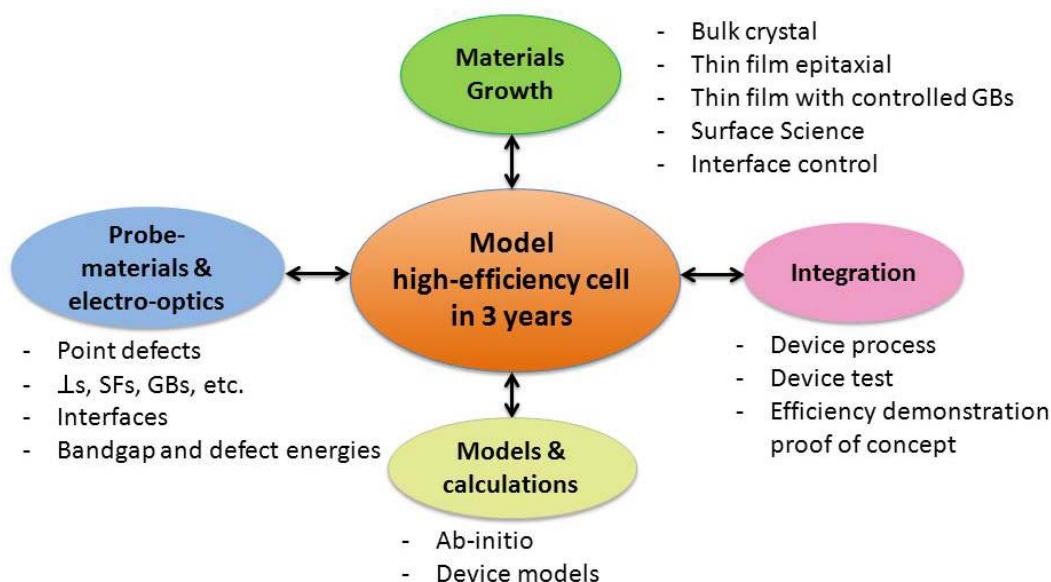 Materials
Growth
- Bulk crystal
- Thin film epitaxial
- Thin film with controlled GBs
- Surface Science
- Interface control
Probe-
materials &
electro-optics
- Point defects
- ⊥s, SFs, GBs, etc.
- Interfaces
- Bandgap and defect energies
Model
high-efficiency cell
in 3 years
Integration
- Device process
- Device test
- Efficiency demonstration
proof of concept
Models &
calculations
- Ab-initio
- Device models